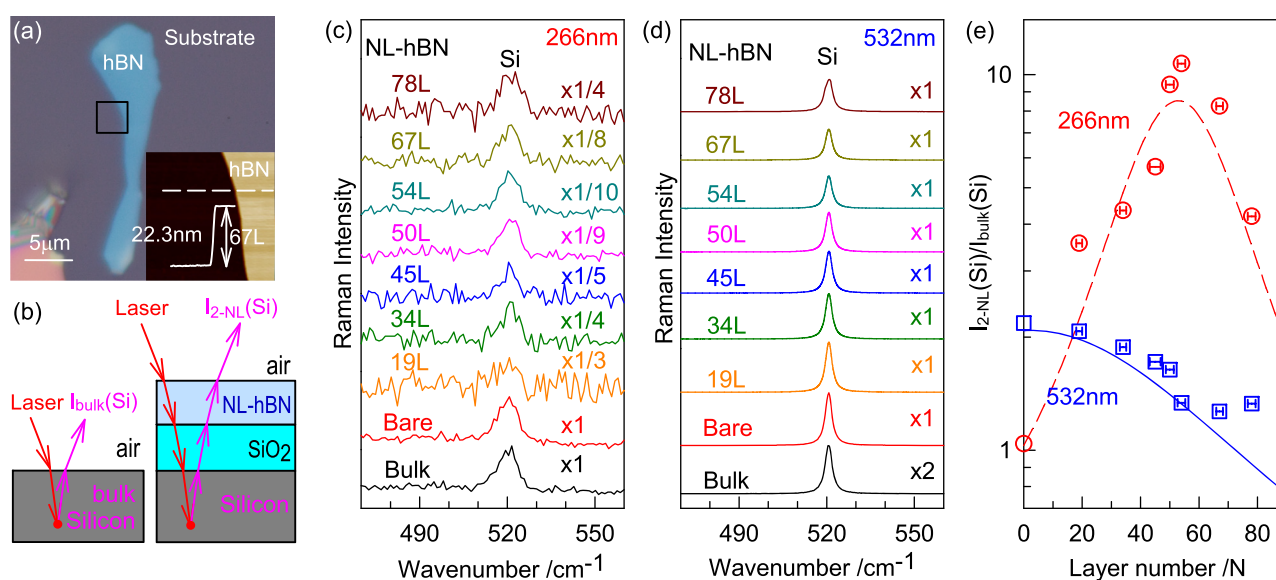 (a)
Substrate
hBN
hBN
22.3nm
67L
5μm
(b)
Laser
I2-NL(Si)
air
Laser
Ibulk(Si)
NL-hBN
air
SiO2
bulk
Silicon
Silicon
(c)
266nm
NL-hBN
Si
78L
x1/4
67L
x1/8
54L
x1/10
50L
x1/9
45L
x1/5
34L
x1/4
19L
x1/3
Bare
x1
Bulk
x1
Raman Intensity
490 520 550
Wavenumber /cm-1
(d)
532nm
NL-hBN
Si
78L
x1
67L
x1
54L
x1
50L
x1
45L
x1
34L
x1
19L
x1
Bare
x1
Bulk
x2
Raman Intensity
490 520 550
Wavenumber /cm-1
(e)
10
266nm
532nm
1
I2-NL(Si)/Ibulk(Si)
0 20 40 60 80
Layer number /N